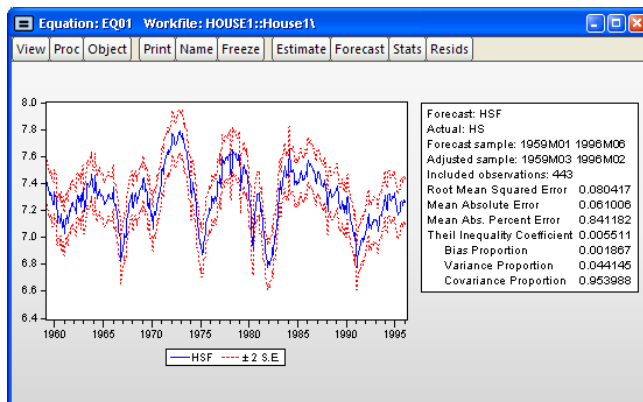 Equation: EQ01 Workfile: HOUSE1::House1\
View Proc Object Print Name Freeze Estimate Forecast Stats Resids
8.0
7.8
7.6
7.4
7.2
7.0
6.8
6.6
6.4
1960 1965 1970 1975 1980 1985 1990 1995
HSF ± 2 S.E.
Forecast: HSF
Actual: HS
Forecast sample: 1959M01 1996M06
Adjusted sample: 1959M03 1996M02
Included observations: 443
Root Mean Squared Error 0.080417
Mean Absolute Error 0.061006
Mean Abs. Percent Error 0.841182
Theil Inequality Coefficient 0.005511
Bias Proportion 0.001867
Variance Proportion 0.044145
Covariance Proportion 0.953988